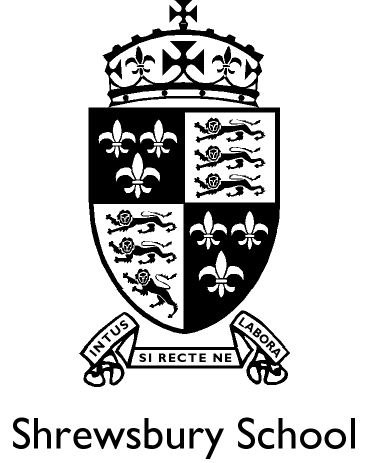 INTUS SI RECTE NE LABORA
Shrewsbury School